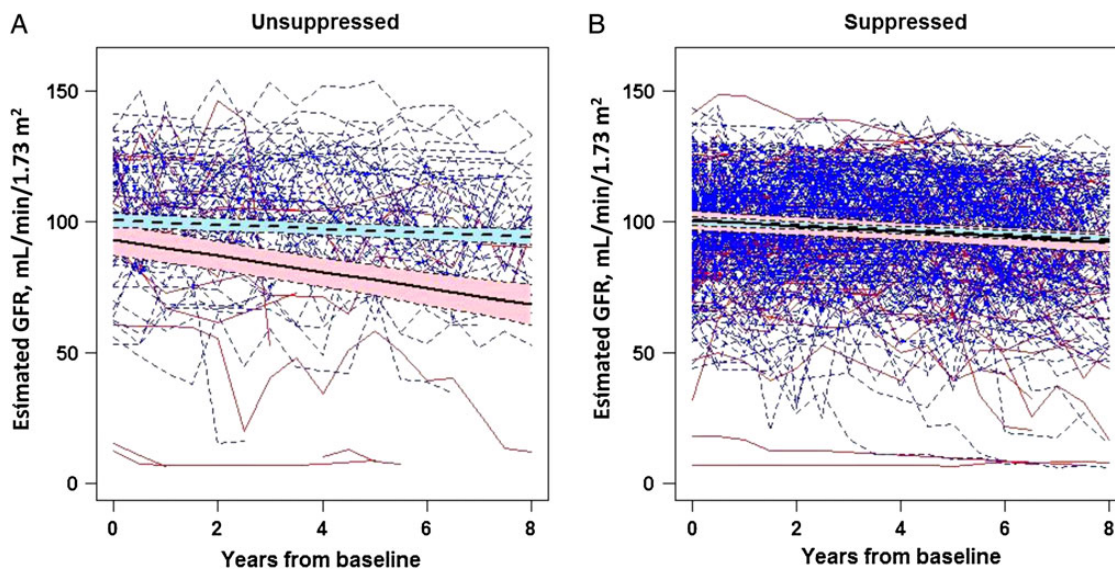 A
Unsuppressed
Esimated GFR, mL/min/1.73 m²
150
100
50
0
0 2 4 6 8
Years from baseline
B
Suppressed
Esimated GFR, mL/min/1.73 m²
150
100
50
0
0 2 4 6 8
Years from baseline